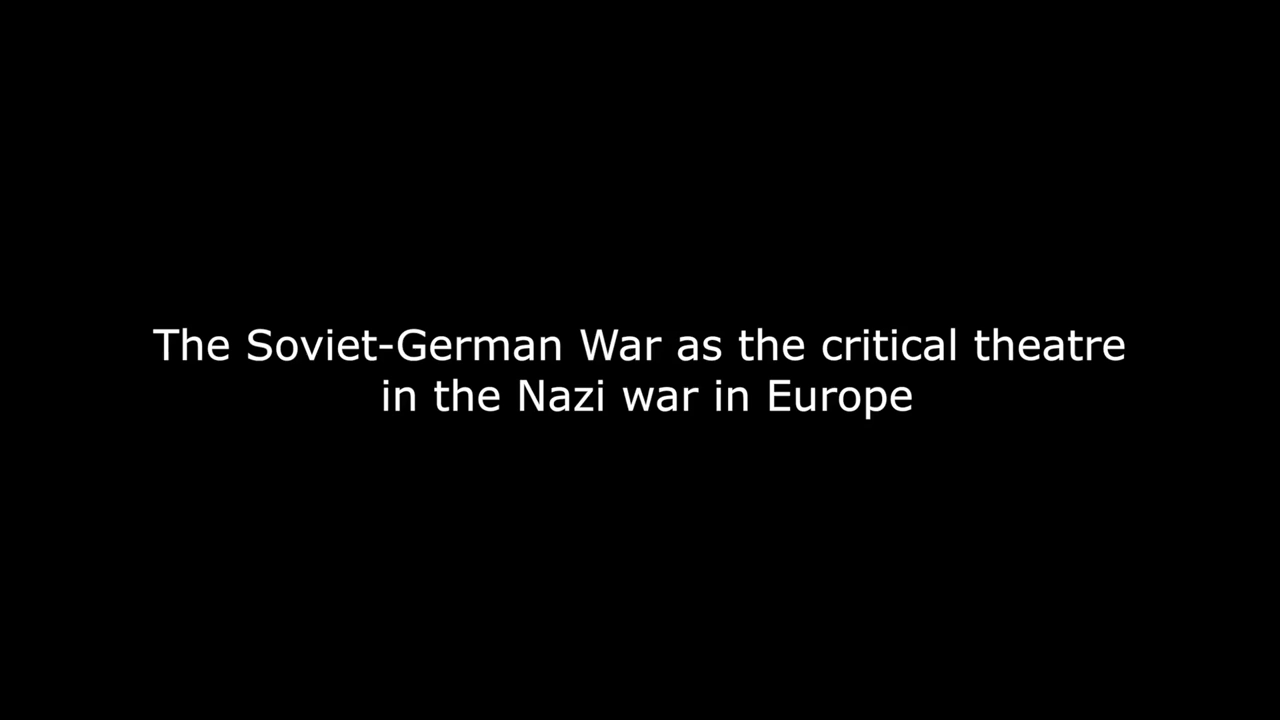 The Soviet-German War as the critical theatre
in the Nazi war in Europe